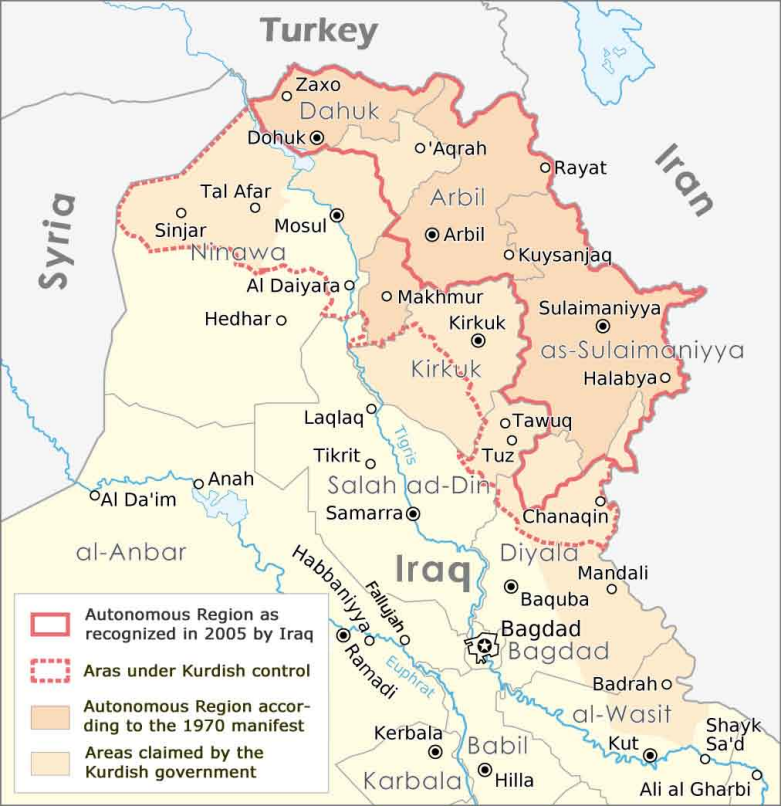 Turkey
Zaxo
Dahuk
Dohuk
'Aqrah
Rayat
Iran
Syria
Tal Afar
Arbil
Sinjar
Mosul
Arbil
Ninawa
Kuysanjaq
Al Daiyara
Makhmur
Hedhar
Kirkuk
Sulaimaniyya
as-Sulaimaniyya
Kirkuk
Halabya
Laqlaq
Tawuq
Tigris
Tikrit
Tuz
Anah
Salah ad-Din
Al Da'im
Samarra
Chanaqin
al-Anbar
Iraq
Diyala
Habbaniyya
Fallujah
Mandali
Baquba
Bagdad
Bagdad
Ramadi
Euphrat
Badrah
al-Wasit
Shayk
Sa'd
Kerbala
Babil
Kut
Karbala
Hilla
Ali al Gharbi
Autonomous Region as
recognized in 2005 by Iraq
Aras under Kurdish control
Autonomous Region accor-
ding to the 1970 manifest
Areas claimed by the
Kurdish government